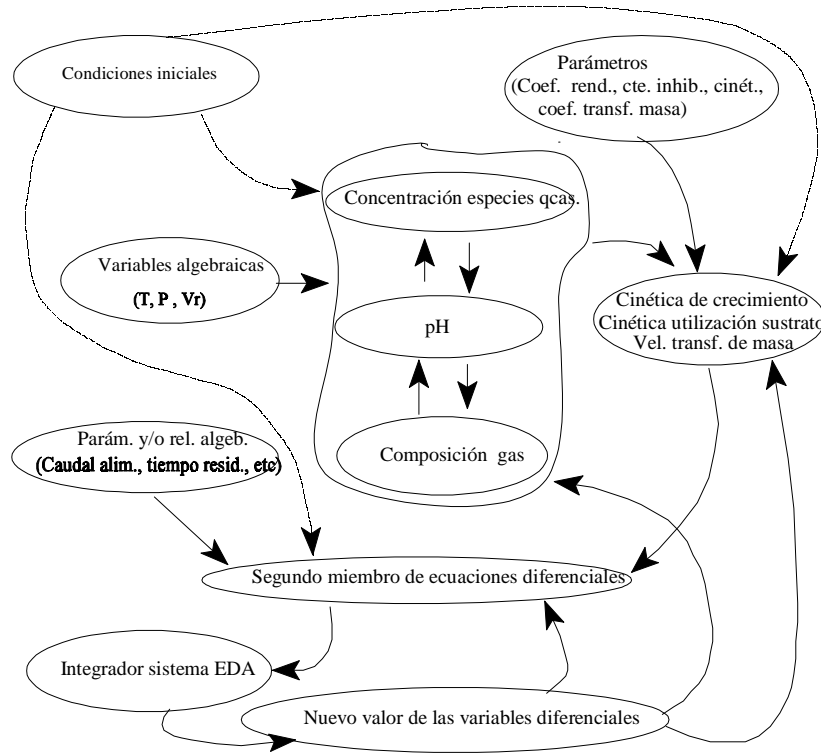 Condiciones iniciales
Parámetros
(Coef. rend., cte. inhib., cinét.,
coef. transf. masa)
Concentración especies qcas.
Variables algebraicas
(T, P , Vr)
pH
Cinética de crecimiento
Cinética utilización sustrato
Vel. transf. de masa
Parám. y/o rel. algeb.
(Caudal alim., tiempo resid., etc)
Composición gas
Segundo miembro de ecuaciones diferenciales
Integrador sistema EDA
Nuevo valor de las variables diferenciales